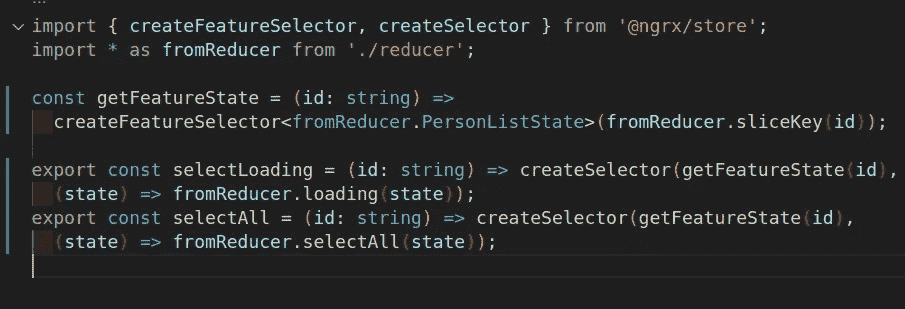 ...
import { createFeatureSelector, createSelector } from '@ngrx/store';
import * as fromReducer from './reducer';
const getFeatureState = (id: string) =>
createFeatureSelector<fromReducer.PersonListState>(fromReducer.sliceKey(id));
export const selectLoading = (id: string) => createSelector(getFeatureState(id),
(state) => fromReducer.loading(state));
export const selectAll = (id: string) => createSelector(getFeatureState(id),
(state) => fromReducer.selectAll(state));